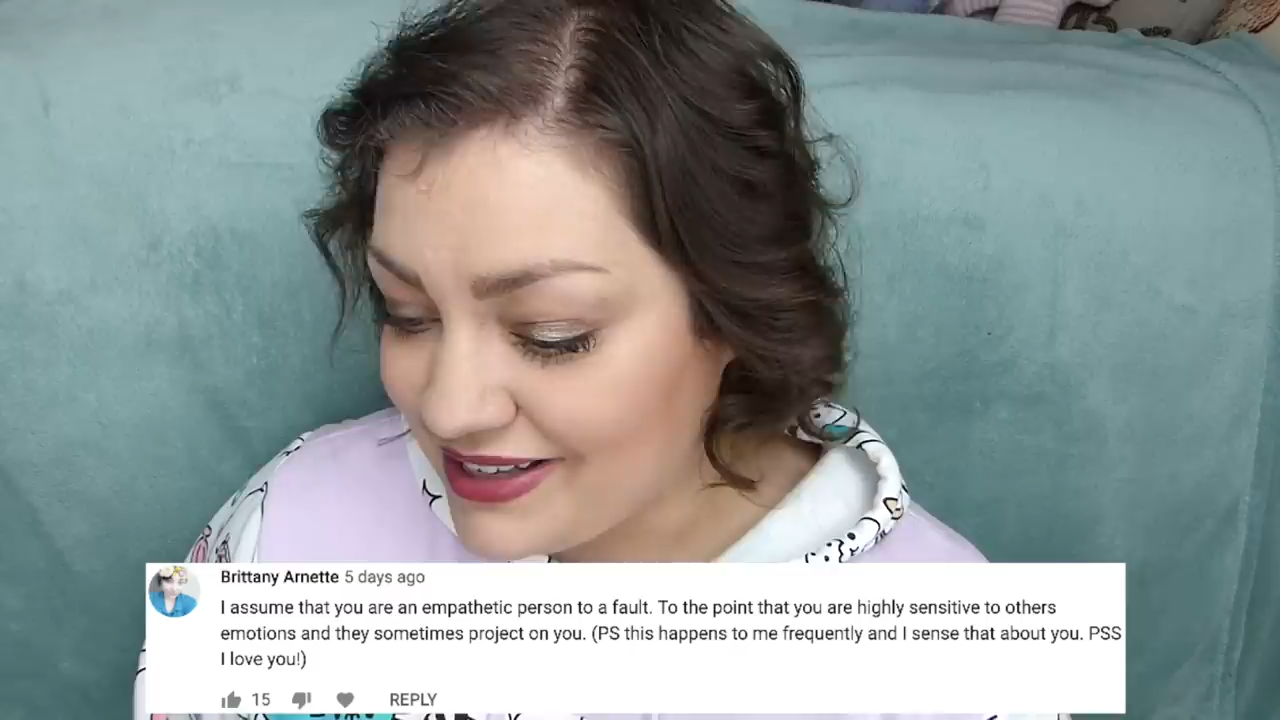 Brittany Arnette 5 days ago
I assume that you are an empathetic person to a fault. To the point that you are highly sensitive to others
emotions and they sometimes project on you. (PS this happens to me frequently and I sense that about you. PSS
I love you!)
15 REPLY